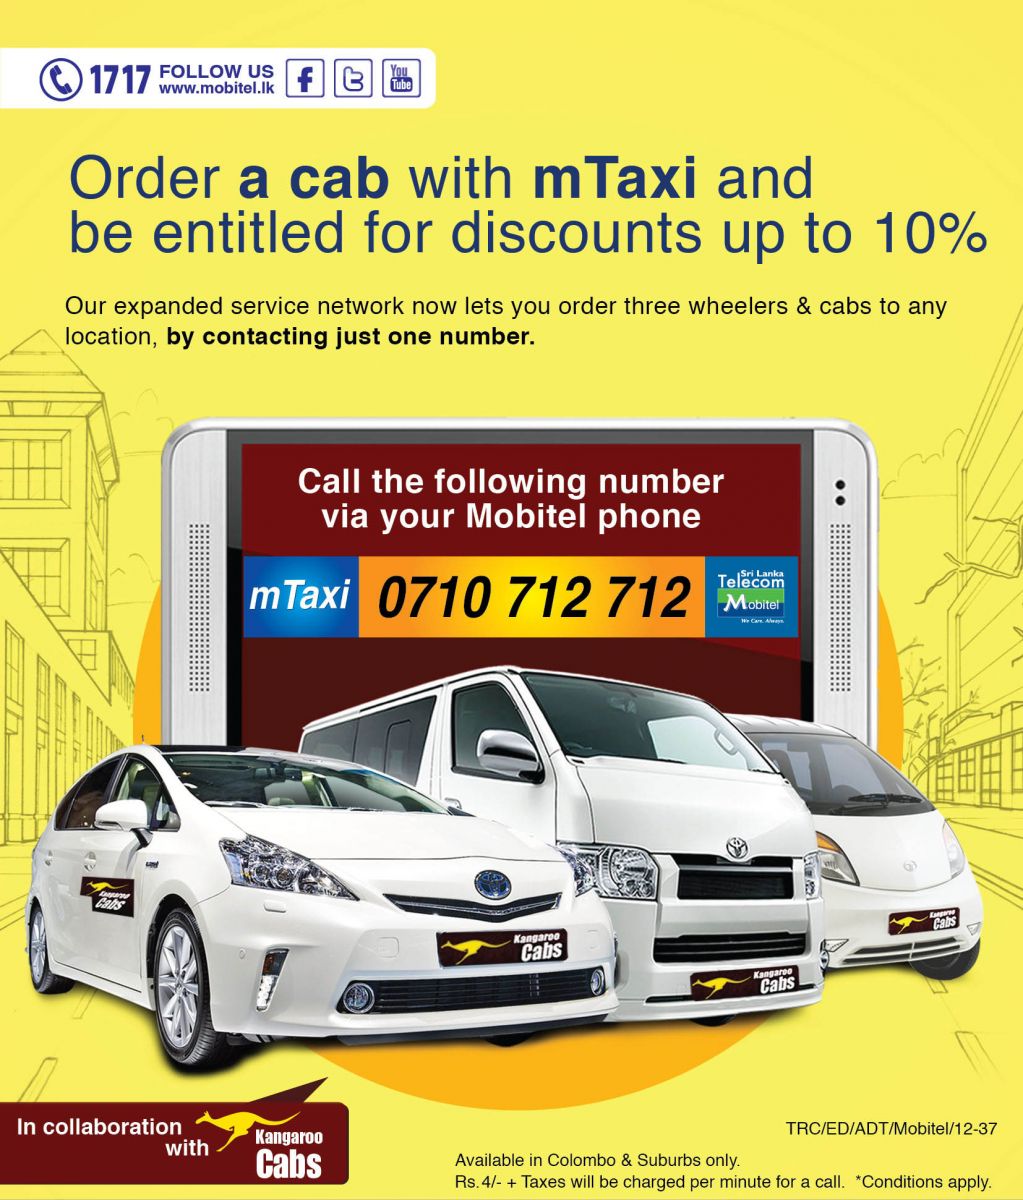 1717 FOLLOW US
www.mobitel.lk
You
Tube
Order a cab with mTaxi and
be entitled for discounts up to 10%
Our expanded service network now lets you order three wheelers & cabs to any
location, by contacting just one number.
Call the following number
via your Mobitel phone
mTaxi 0710 712 712
Sri Lanka
Telecom
Mobitel
We Care. Always.
Kangaroo
Cabs
Kangaroo
Cabs
Kangaroo
Cabs
Kangaroo
Cabs
In collaboration
with
Kangaroo
Cabs
TRC/ED/ADT/Mobitel/12-37
Available in Colombo & Suburbs only.
Rs.4/- + Taxes will be charged per minute for a call. *Conditions apply.